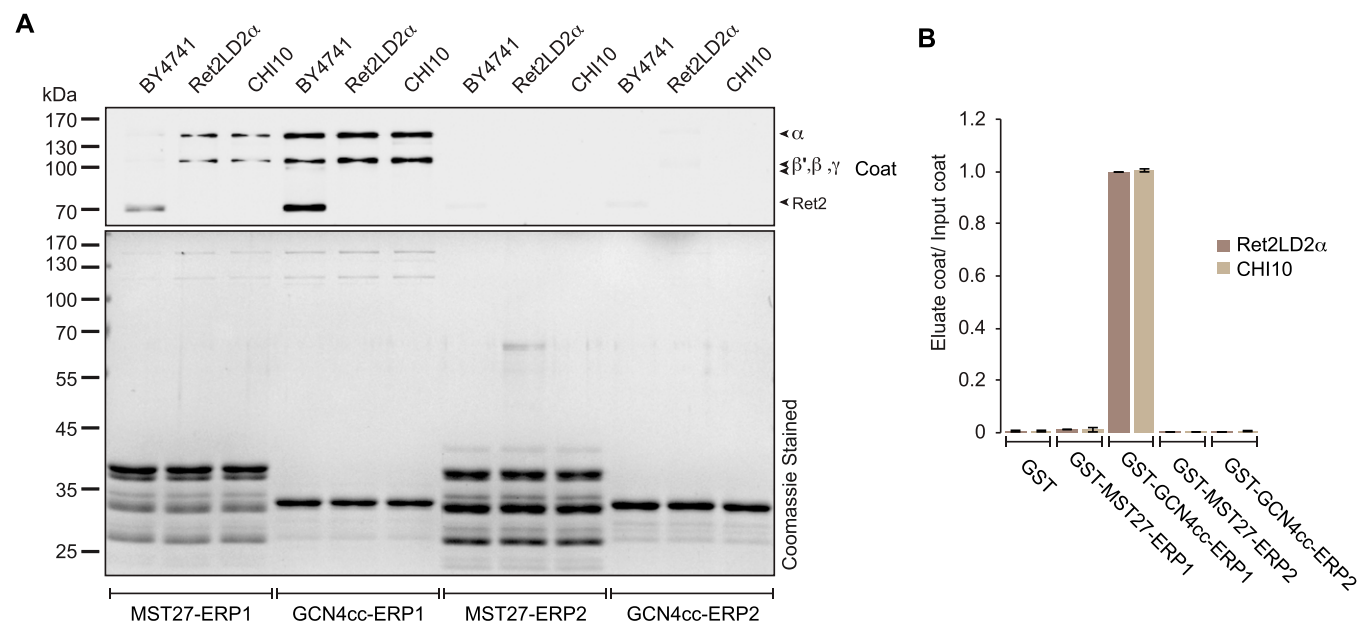 A
BY4741
Ret2LD2α
CHI10
BY4741
Ret2LD2α
CHI10
BY4741
Ret2LD2α
CHI10
BY4741
Ret2LD2α
CHI10
kDa
170
130
100
70
α
β',β ,γ Coat
Ret2
170
130
100
70
55
45
35
25
Coomassie Stained
MST27-ERP1
GCN4cc-ERP1
MST27-ERP2
GCN4cc-ERP2
B
Eluate coat/ Input coat
1.2
1.0
0.8
0.6
0.4
0.2
0
Ret2LD2α
CHI10
GST
GST-MST27-ERP1
GST-GCN4cc-ERP1
GST-MST27-ERP2
GST-GCN4cc-ERP2